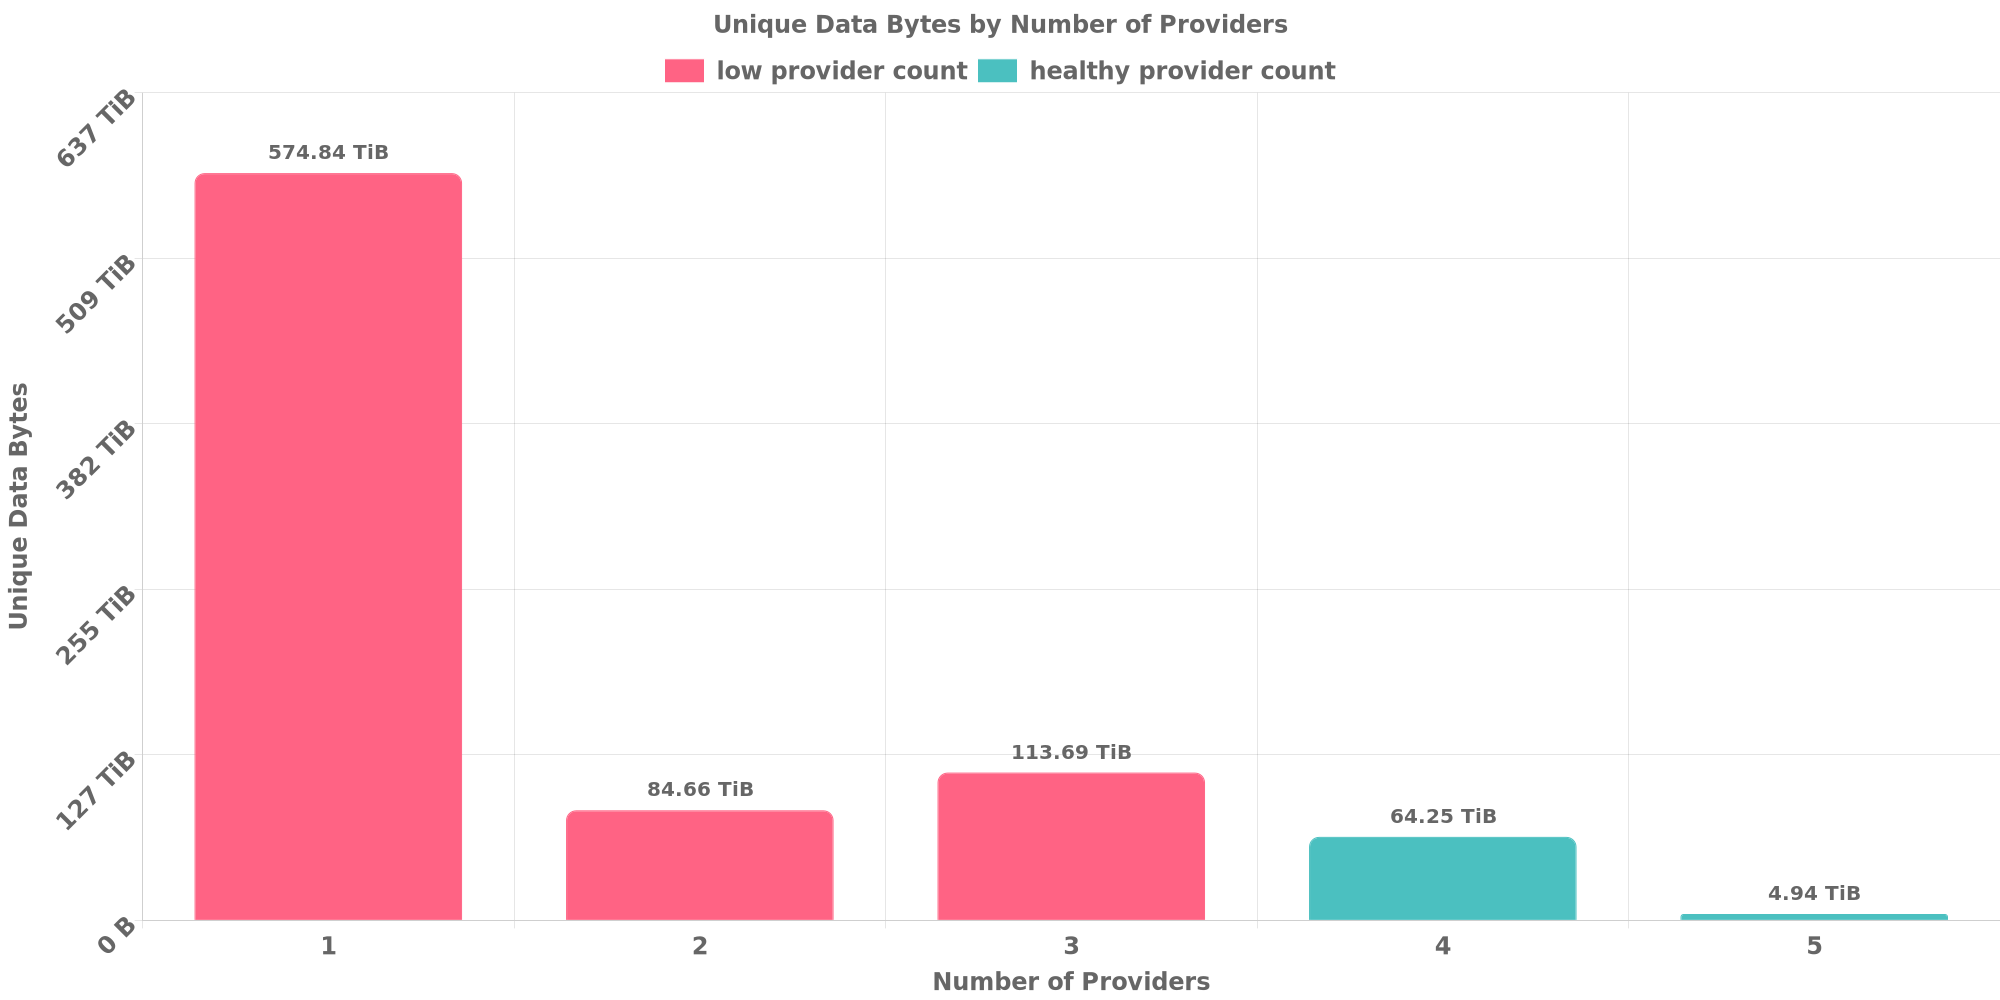 Unique Data Bytes by Number of Providers
low provider count healthy provider count
637 TiB
509 TiB
382 TiB
255 TiB
127 TiB
0 B
Unique Data Bytes
574.84 TiB
84.66 TiB
113.69 TiB
64.25 TiB
4.94 TiB
1 2 3 4 5
Number of Providers